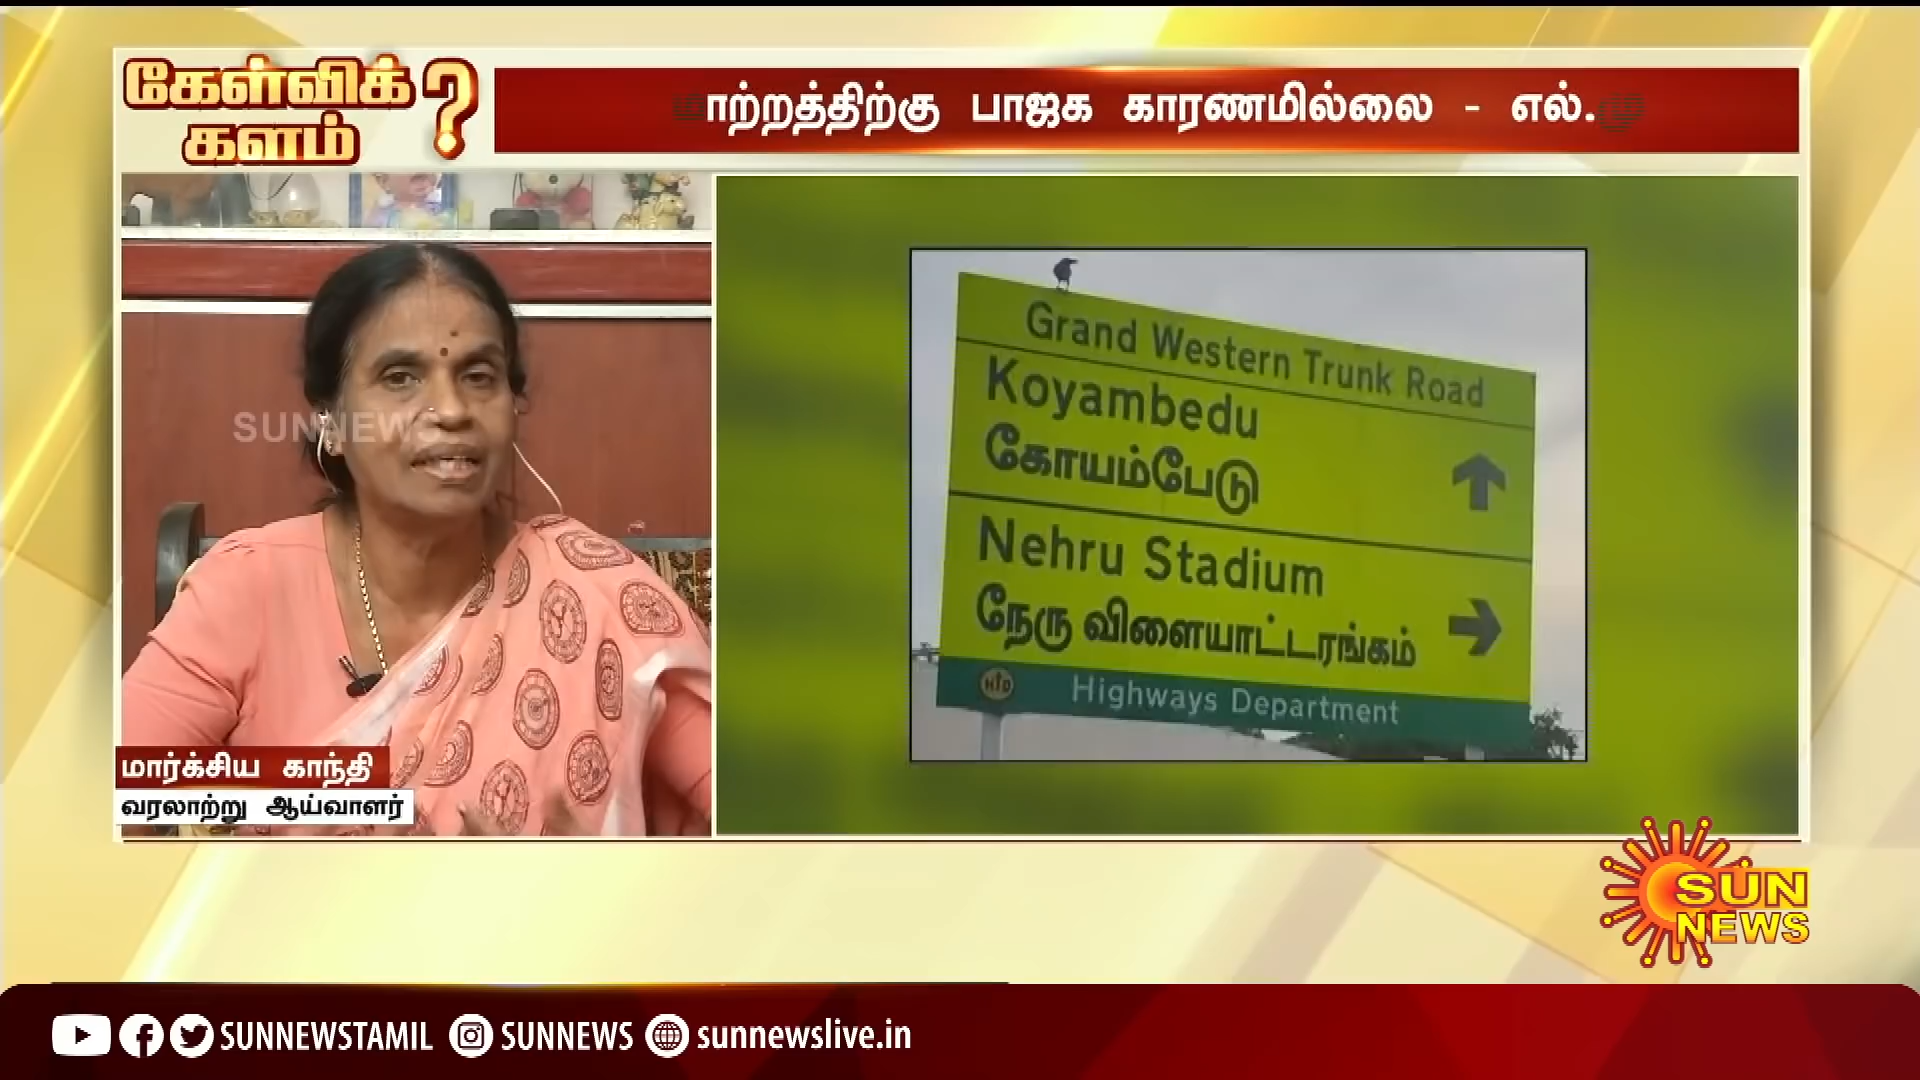 கேள்விக்
களம் ?
ாற்றத்திற்கு பாஜக காரணமில்லை - எல்.
SUNNEWS
Grand Western Trunk Road
Koyambedu
கோயம்பேடு
Nehru Stadium
நேரு விளையாட்டரங்கம்
HTD
Highways Department
மார்க்சிய காந்தி
வரலாற்று ஆய்வாளர்
SUN
NEWS
SUNNEWSTAMIL SUNNEWS sunnewslive.in